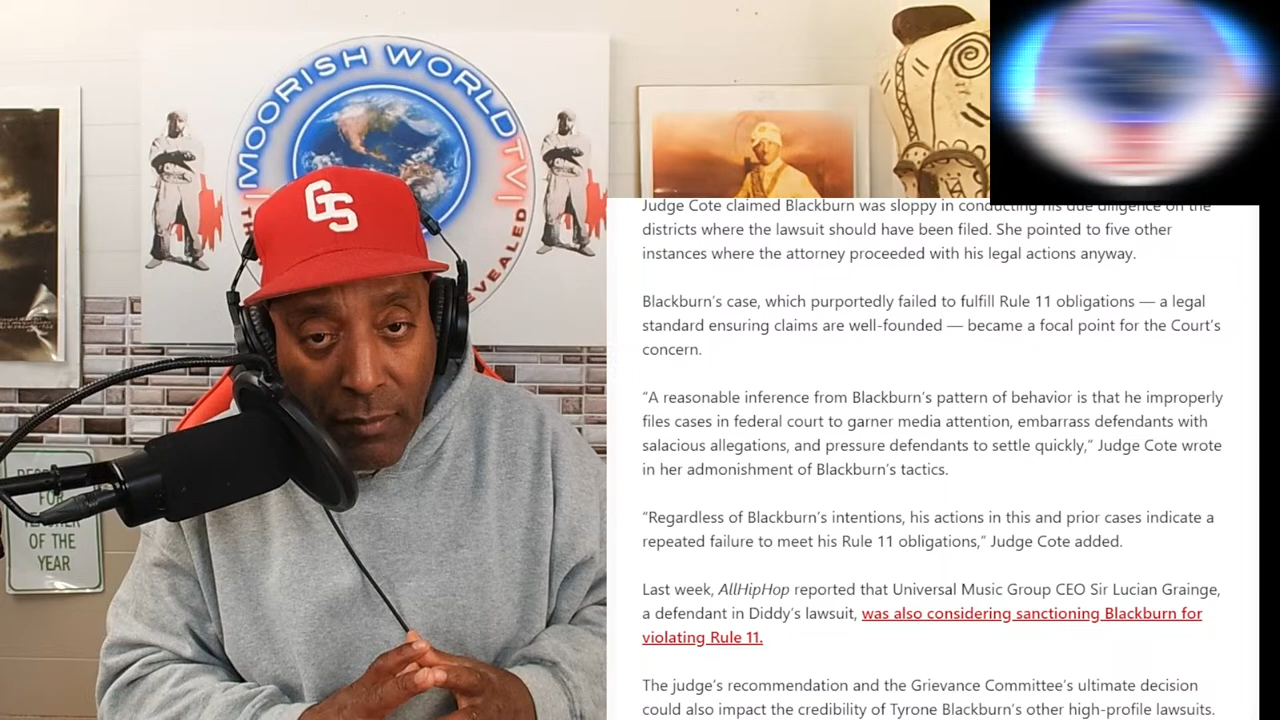 MOORISH WORLD TV
TH
EVEALED
GS
FOR
TEACHER
OF THE
YEAR
Judge Cote claimed Blackburn was sloppy in conducting his due diligence on the
districts where the lawsuit should have been filed. She pointed to five other
instances where the attorney proceeded with his legal actions anyway.
Blackburn’s case, which purportedly failed to fulfill Rule 11 obligations — a legal
standard ensuring claims are well-founded — became a focal point for the Court’s
concern.
“A reasonable inference from Blackburn’s pattern of behavior is that he improperly
files cases in federal court to garner media attention, embarrass defendants with
salacious allegations, and pressure defendants to settle quickly,” Judge Cote wrote
in her admonishment of Blackburn’s tactics.
“Regardless of Blackburn’s intentions, his actions in this and prior cases indicate a
repeated failure to meet his Rule 11 obligations,” Judge Cote added.
Last week, AllHipHop reported that Universal Music Group CEO Sir Lucian Grainge,
a defendant in Diddy’s lawsuit, was also considering sanctioning Blackburn for
violating Rule 11.
The judge’s recommendation and the Grievance Committee’s ultimate decision
could also impact the credibility of Tyrone Blackburn’s other high-profile lawsuits.